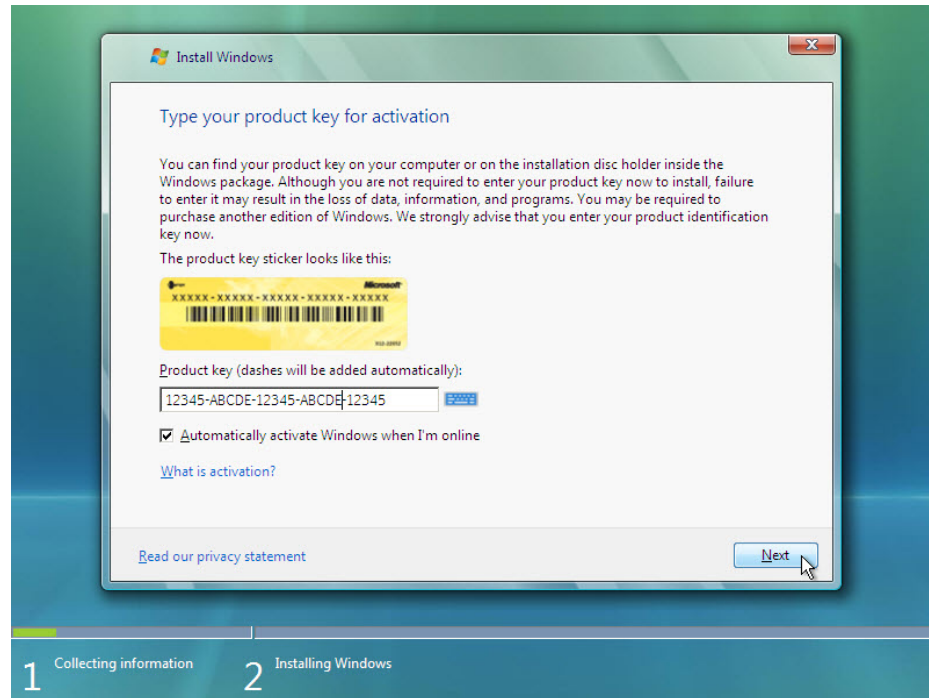 Install Windows
Type your product key for activation
You can find your product key on your computer or on the installation disc holder inside the
Windows package. Although you are not required to enter your product key now to install, failure
to enter it may result in the loss of data, information, and programs. You may be required to
purchase another edition of Windows. We strongly advise that you enter your product identification
key now.
The product key sticker looks like this:
Microsoft
XXXXX-XXXXX-XXXXX-XXXXX-XXXXX
Product key (dashes will be added automatically):
12345-ABCDE-12345-ABCDE-12345
Automatically activate Windows when I'm online
What is activation?
Read our privacy statement
Next
1 Collecting information
2 Installing Windows